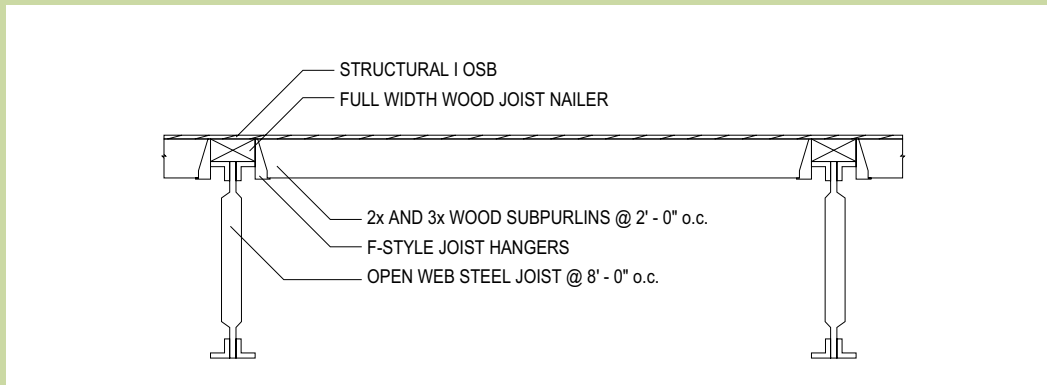 STRUCTURAL I OSB
FULL WIDTH WOOD JOIST NAILER
2x AND 3x WOOD SUBPURLINS @ 2' - 0" o.c.
F-STYLE JOIST HANGERS
OPEN WEB STEEL JOIST @ 8' - 0" o.c.